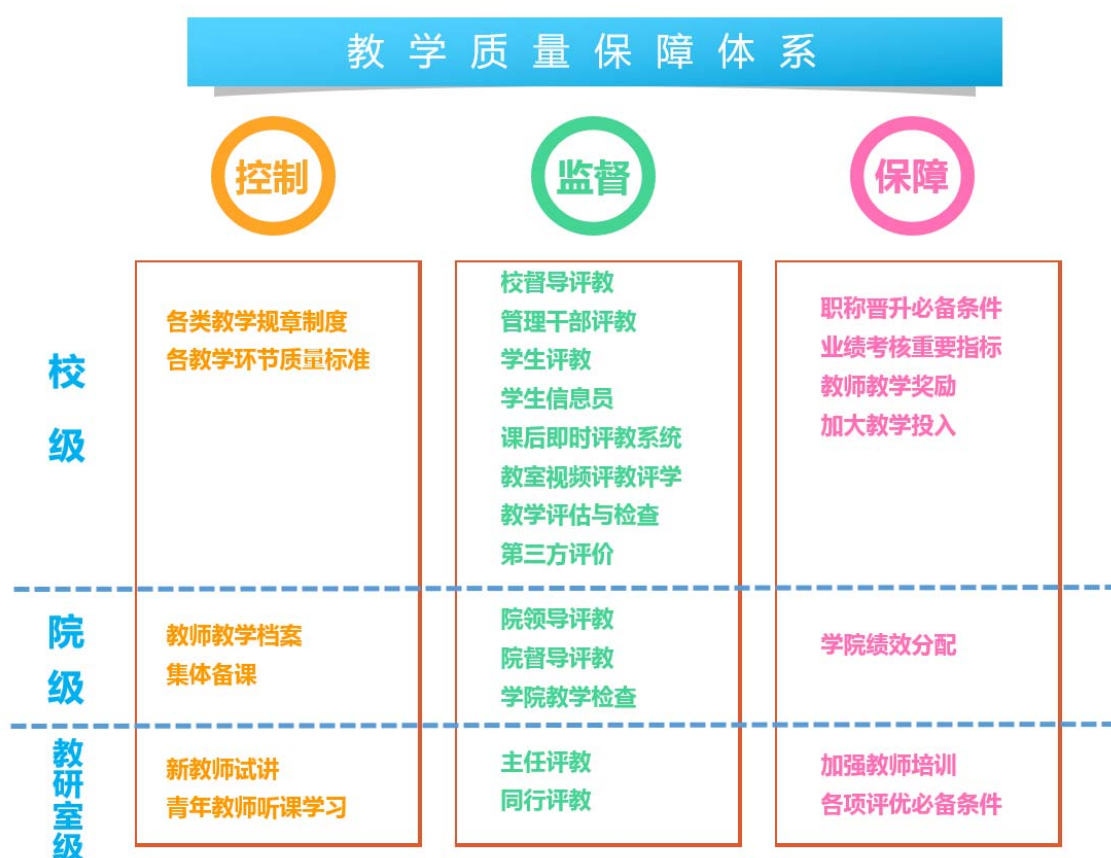 教学质量保障体系
控制
监督
保障
校级
各类教学规章制度
各教学环节质量标准
校督导评教
管理干部评教
学生评教
学生信息员
课后即时评教系统
教室视频评教评学
教学评估与检查
第三方评价
职称晋升必备条件
业绩考核重要指标
教师教学奖励
加大教学投入
院级
教师教学档案
集体备课
院领导评教
院督导评教
学院教学检查
学院绩效分配
教研室级
新教师试讲
青年教师听课学习
主任评教
同行评教
加强教师培训
各项评优必备条件